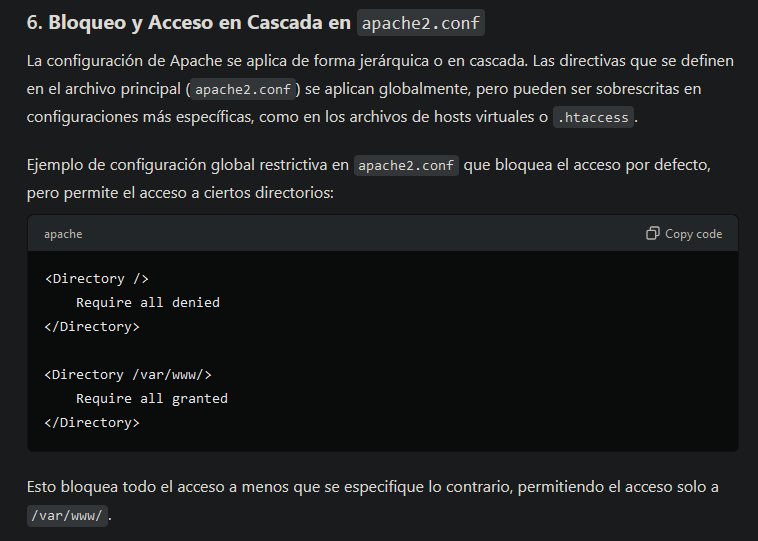 6. Bloqueo y Acceso en Cascada en apache2.conf
La configuración de Apache se aplica de forma jerárquica o en cascada. Las directivas que se definen
en el archivo principal (apache2.conf) se aplican globalmente, pero pueden ser sobrescritas en
configuraciones más específicas, como en los archivos de hosts virtuales o .htaccess.
Ejemplo de configuración global restrictiva en apache2.conf que bloquea el acceso por defecto,
pero permite el acceso a ciertos directorios:
apache Copy code
<Directory />
    Require all denied
</Directory>

<Directory /var/www/>
    Require all granted
</Directory>
Esto bloquea todo el acceso a menos que se especifique lo contrario, permitiendo el acceso solo a
/var/www/.